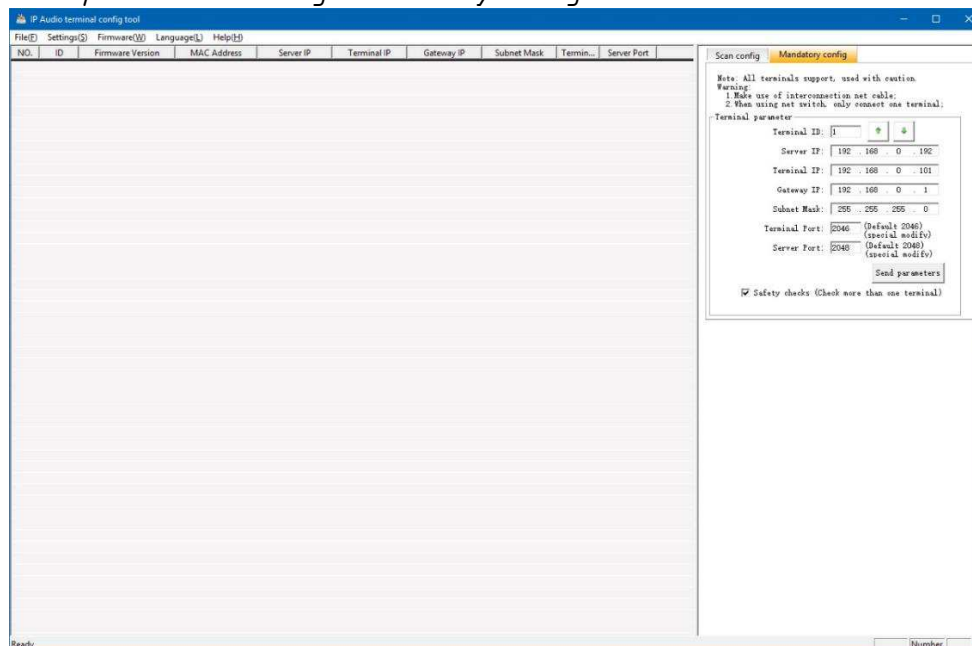 IP Audio terminal config tool
File(F) Settings(S) Firmware(W) Language(L) Help(H)
NO. ID Firmware Version MAC Address Server IP Terminal IP Gateway IP Subnet Mask Termin... Server Port
Scan config Mandatory config
Note: All terminals support, used with caution.
Warning:
1.Make use of interconnection net cable;
2.When using net switch, only connect one terminal;
Terminal parameter
Terminal ID: 1
Server IP: 192 . 168 . 0 . 192
Terminal IP: 192 . 168 . 0 . 101
Gateway IP: 192 . 168 . 0 . 1
Subnet Mask: 255 . 255 . 255 . 0
Terminal Port: 2046 (Default 2046)
(special modify)
Server Port: 2048 (Default 2048)
(special modify)
Send parameters
Safety checks (Check more than one terminal)
Ready Number